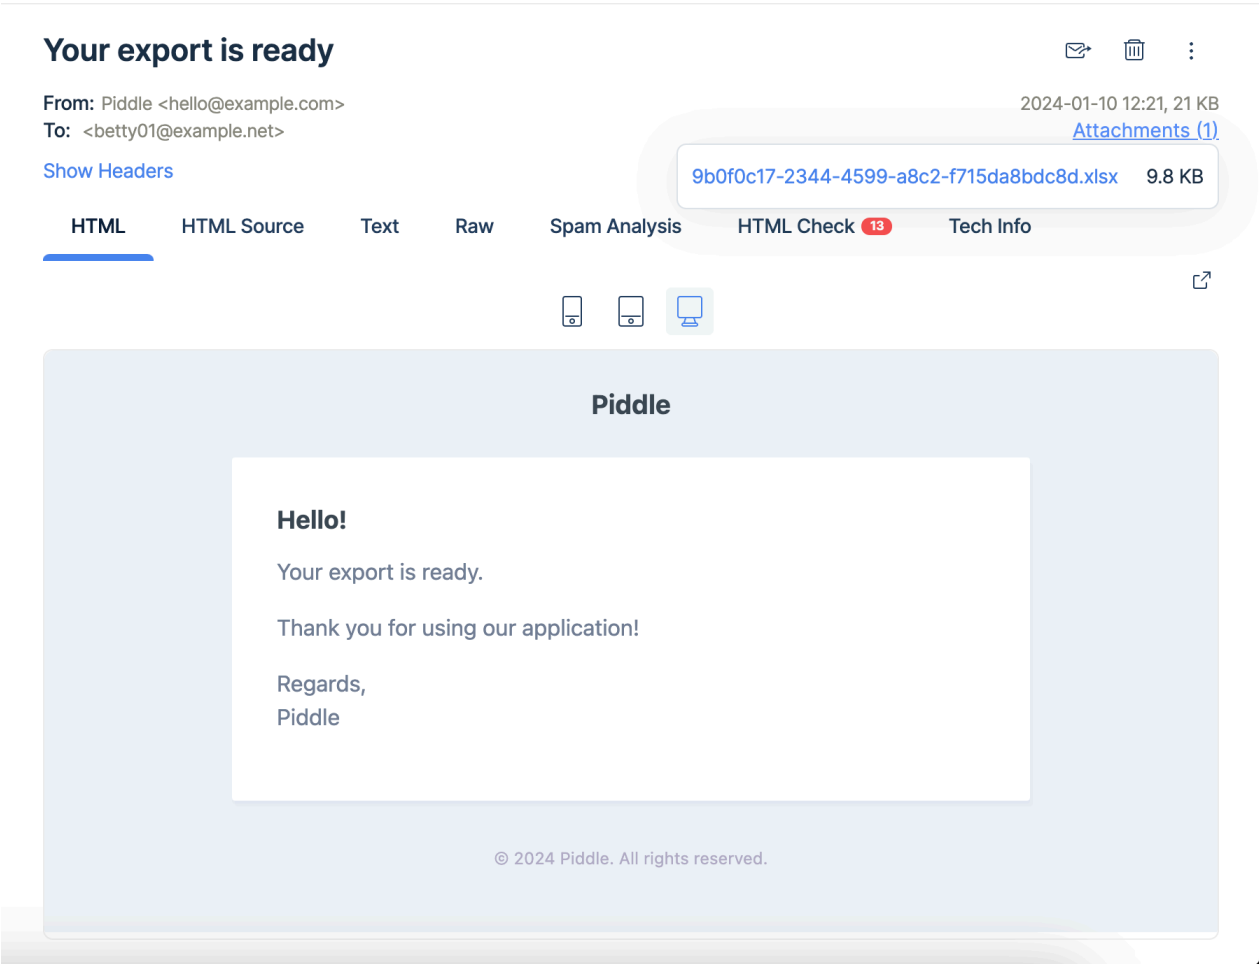 Your export is ready
From: Piddle <hello@example.com>
2024-01-10 12:21, 21 KB
To: <betty01@example.net>
Attachments (1)
Show Headers
9b0f0c17-2344-4599-a8c2-f715da8bdc8d.xlsx 9.8 KB
HTML HTML Source Text Raw Spam Analysis HTML Check 13 Tech Info
Piddle
Hello!
Your export is ready.
Thank you for using our application!
Regards,
Piddle
© 2024 Piddle. All rights reserved.